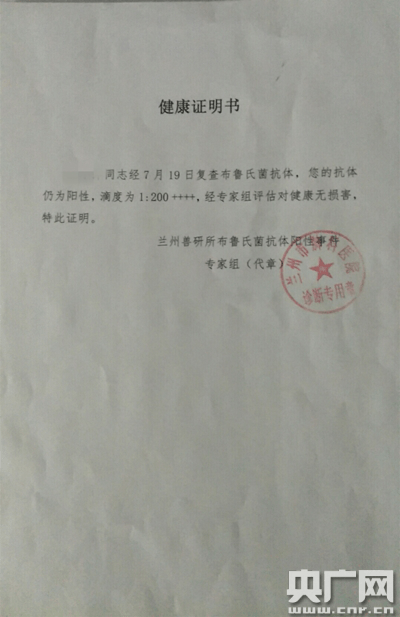 健康证明书
同志经7月19日复查布鲁氏菌抗体，您的抗体
仍为阳性，滴度为1:200 ++++，经专家组评估对健康无损害，
特此证明。
兰州兽研所布鲁氏菌抗体阳性事件
专家组（代章）
诊断专用章
央广网
www.cnr.cn